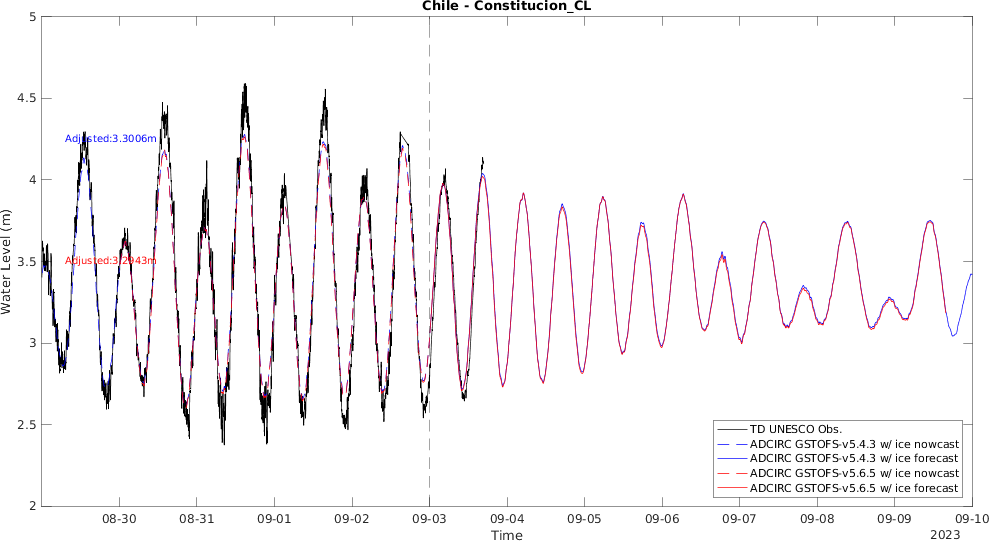 Chile - Constitucion_CL
5
4.5
4
3.5
3
2.5
2
Water Level (m)
Adjusted:3.3006m
Adjusted:3.2943m
TD UNESCO Obs.
ADCIRC GSTOFS-v5.4.3 w/ ice nowcast
ADCIRC GSTOFS-v5.4.3 w/ ice forecast
ADCIRC GSTOFS-v5.6.5 w/ ice nowcast
ADCIRC GSTOFS-v5.6.5 w/ ice forecast
08-30 08-31 09-01 09-02 09-03 09-04 09-05 09-06 09-07 09-08 09-09 09-10
Time
2023